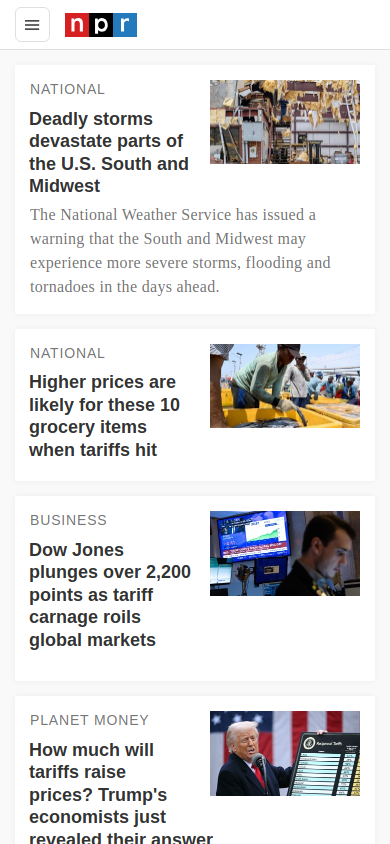 npr
NATIONAL
Deadly storms
devastate parts of
the U.S. South and
Midwest
The National Weather Service has issued a
warning that the South and Midwest may
experience more severe storms, flooding and
tornadoes in the days ahead.
NATIONAL
Higher prices are
likely for these 10
grocery items
when tariffs hit
BUSINESS
Dow Jones
plunges over 2,200
points as tariff
carnage roils
global markets
PLANET MONEY
How much will
tariffs raise
prices? Trump's
economists just
revealed their answer
Reciprocal Tariffs